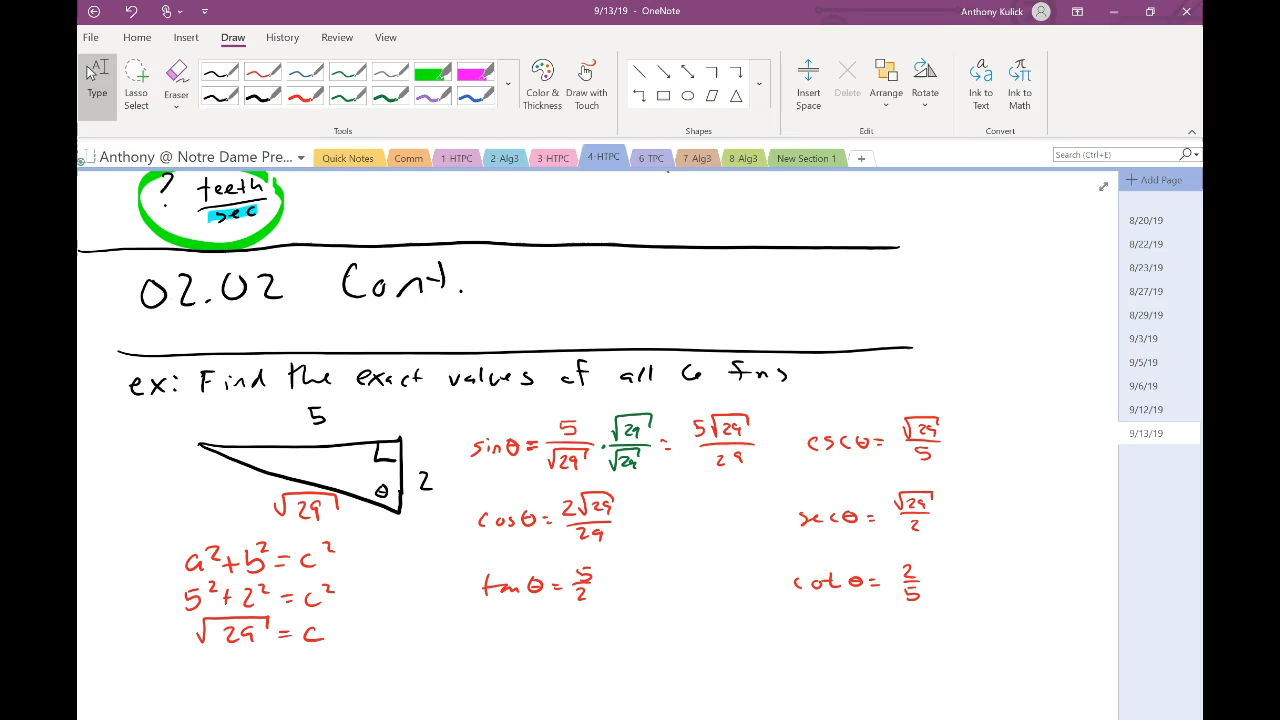 9/13/19 - OneNote
Anthony Kulick
File Home Insert Draw History Review View
Type
Lasso Select
Eraser
Color & Thickness
Draw with Touch
Insert Space
Delete
Arrange
Rotate
Ink to Text
Ink to Math
Tools
Shapes
Edit
Convert
Anthony @ Notre Dame Pre...
Quick Notes
Comm
1 HTPC
2 Alg3
3 HTPC
4 HTPC
6 TPC
7 Alg3
8 Alg3
New Section 1
Search (Ctrl+E)
Add Page
8/20/19
8/22/19
8/23/19
8/27/19
8/29/19
9/3/19
9/5/19
9/6/19
9/12/19
9/13/19
? teeth/sec
02.02 Cont.
ex: Find the exact values of all 6 fns
5
2
θ
√29
a² + b² = c²
5² + 2² = c²
√29 = c
sin θ = 5/√29 · √29/√29 = 5√29/29
csc θ = √29/5
cos θ = 2√29/29
sec θ = √29/2
tan θ = 5/2
cot θ = 2/5